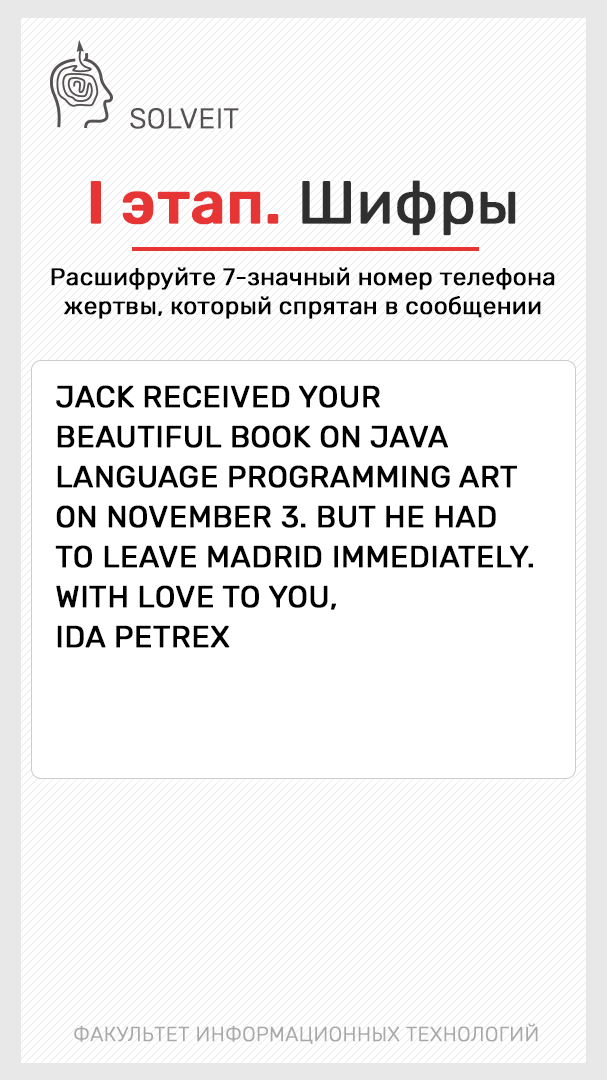 SOLVEIT
I этап. Шифры
Расшифруйте 7-значный номер телефона
жертвы, который спрятан в сообщении
JACK RECEIVED YOUR
BEAUTIFUL BOOK ON JAVA
LANGUAGE PROGRAMMING ART
ON NOVEMBER 3. BUT HE HAD
TO LEAVE MADRID IMMEDIATELY.
WITH LOVE TO YOU,
IDA PETREX
ФАКУЛЬТЕТ ИНФОРМАЦИОННЫХ ТЕХНОЛОГИЙ